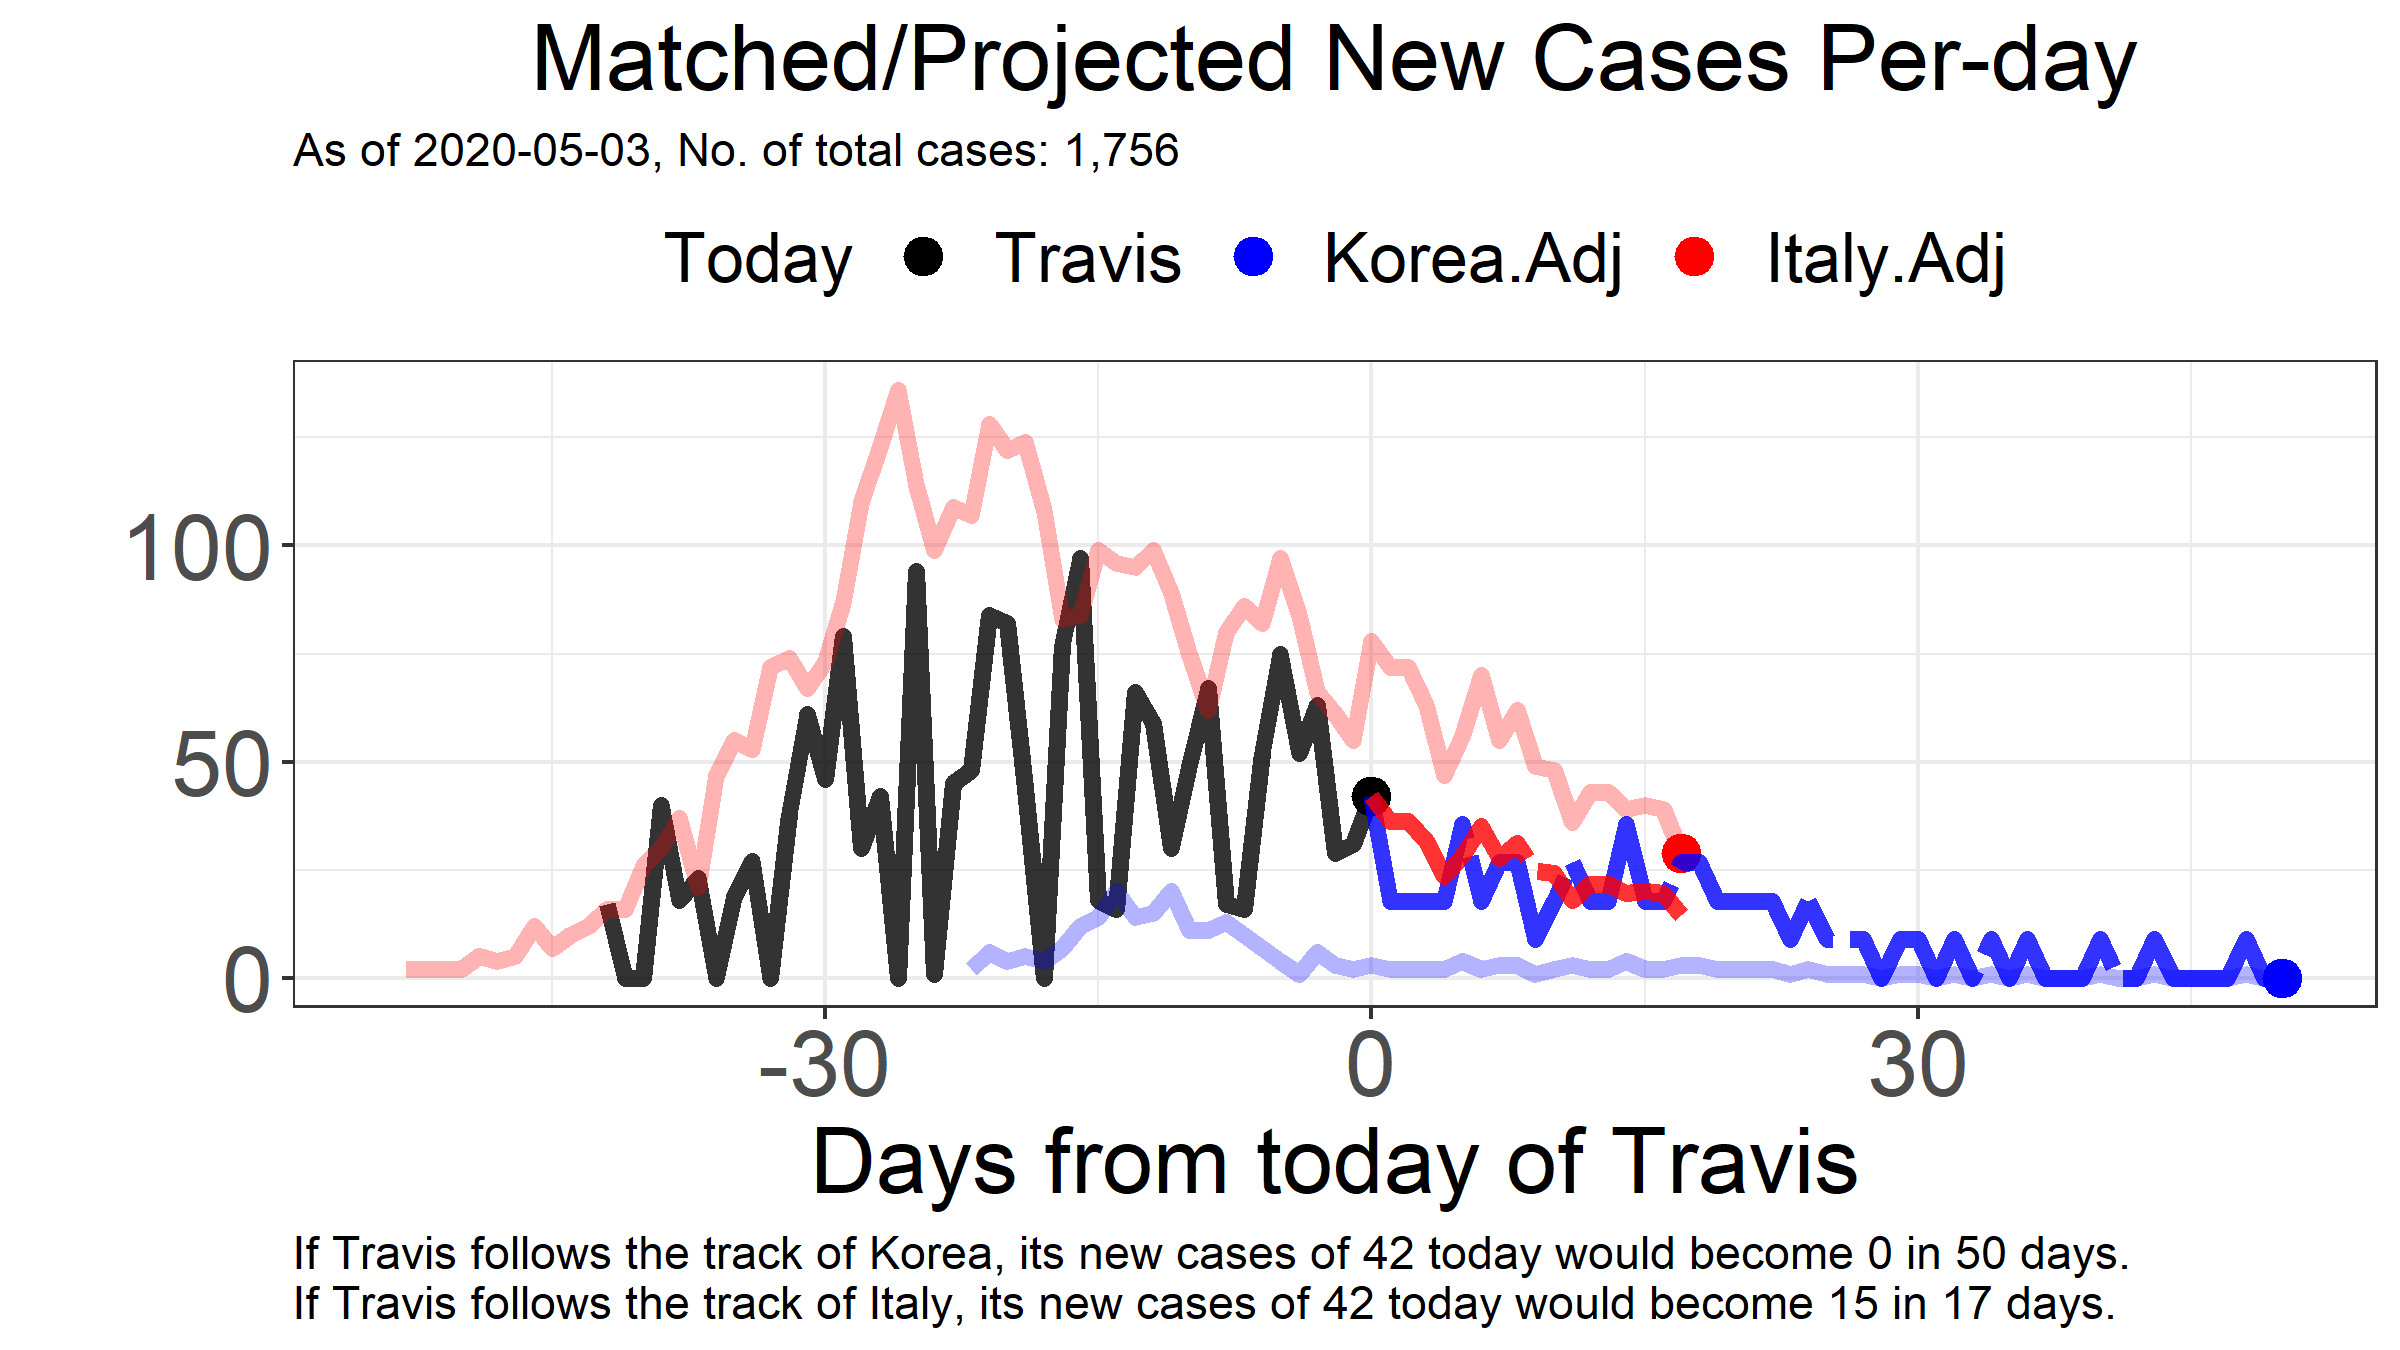 Matched/Projected New Cases Per-day
As of 2020-05-03, No. of total cases: 1,756
Today Travis Korea.Adj Italy.Adj
100
50
0
-30 0 30
Days from today of Travis
If Travis follows the track of Korea, its new cases of 42 today would become 0 in 50 days.
If Travis follows the track of Italy, its new cases of 42 today would become 15 in 17 days.